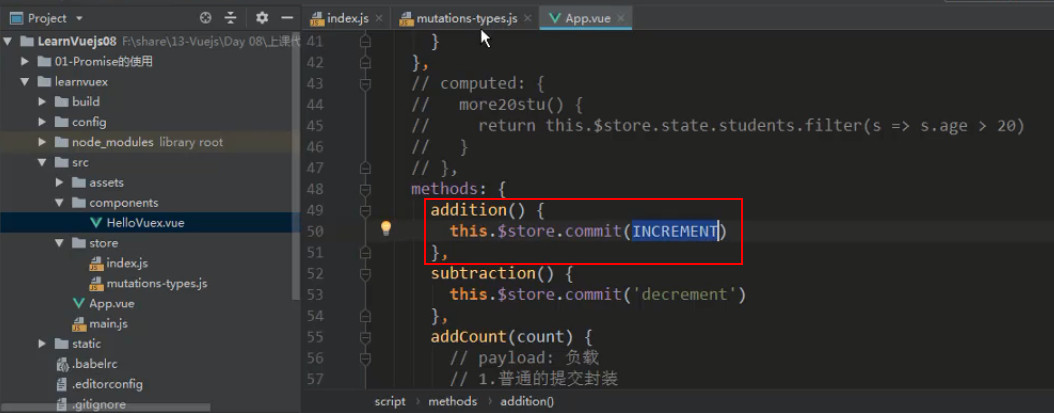 Project
index.js
mutations-types.js
App.vue
LearnVuejs08 F:\share\13-Vuejs\Day 08\上课代
01-Promise的使用
learnvuex
build
config
node_modules library root
src
assets
components
HelloVuex.vue
store
index.js
mutations-types.js
App.vue
main.js
static
.babelrc
.editorconfig
.gitignore
41 }
42 },
43 // computed: {
44 // more20stu() {
45 // return this.$store.state.students.filter(s => s.age > 20)
46 // }
47 // },
48 methods: {
49 addition() {
50 this.$store.commit(INCREMENT)
51 },
52 subtraction() {
53 this.$store.commit('decrement')
54 },
55 addCount(count) {
56 // payload: 负载
57 // 1.普通的提交封装
script methods addition()